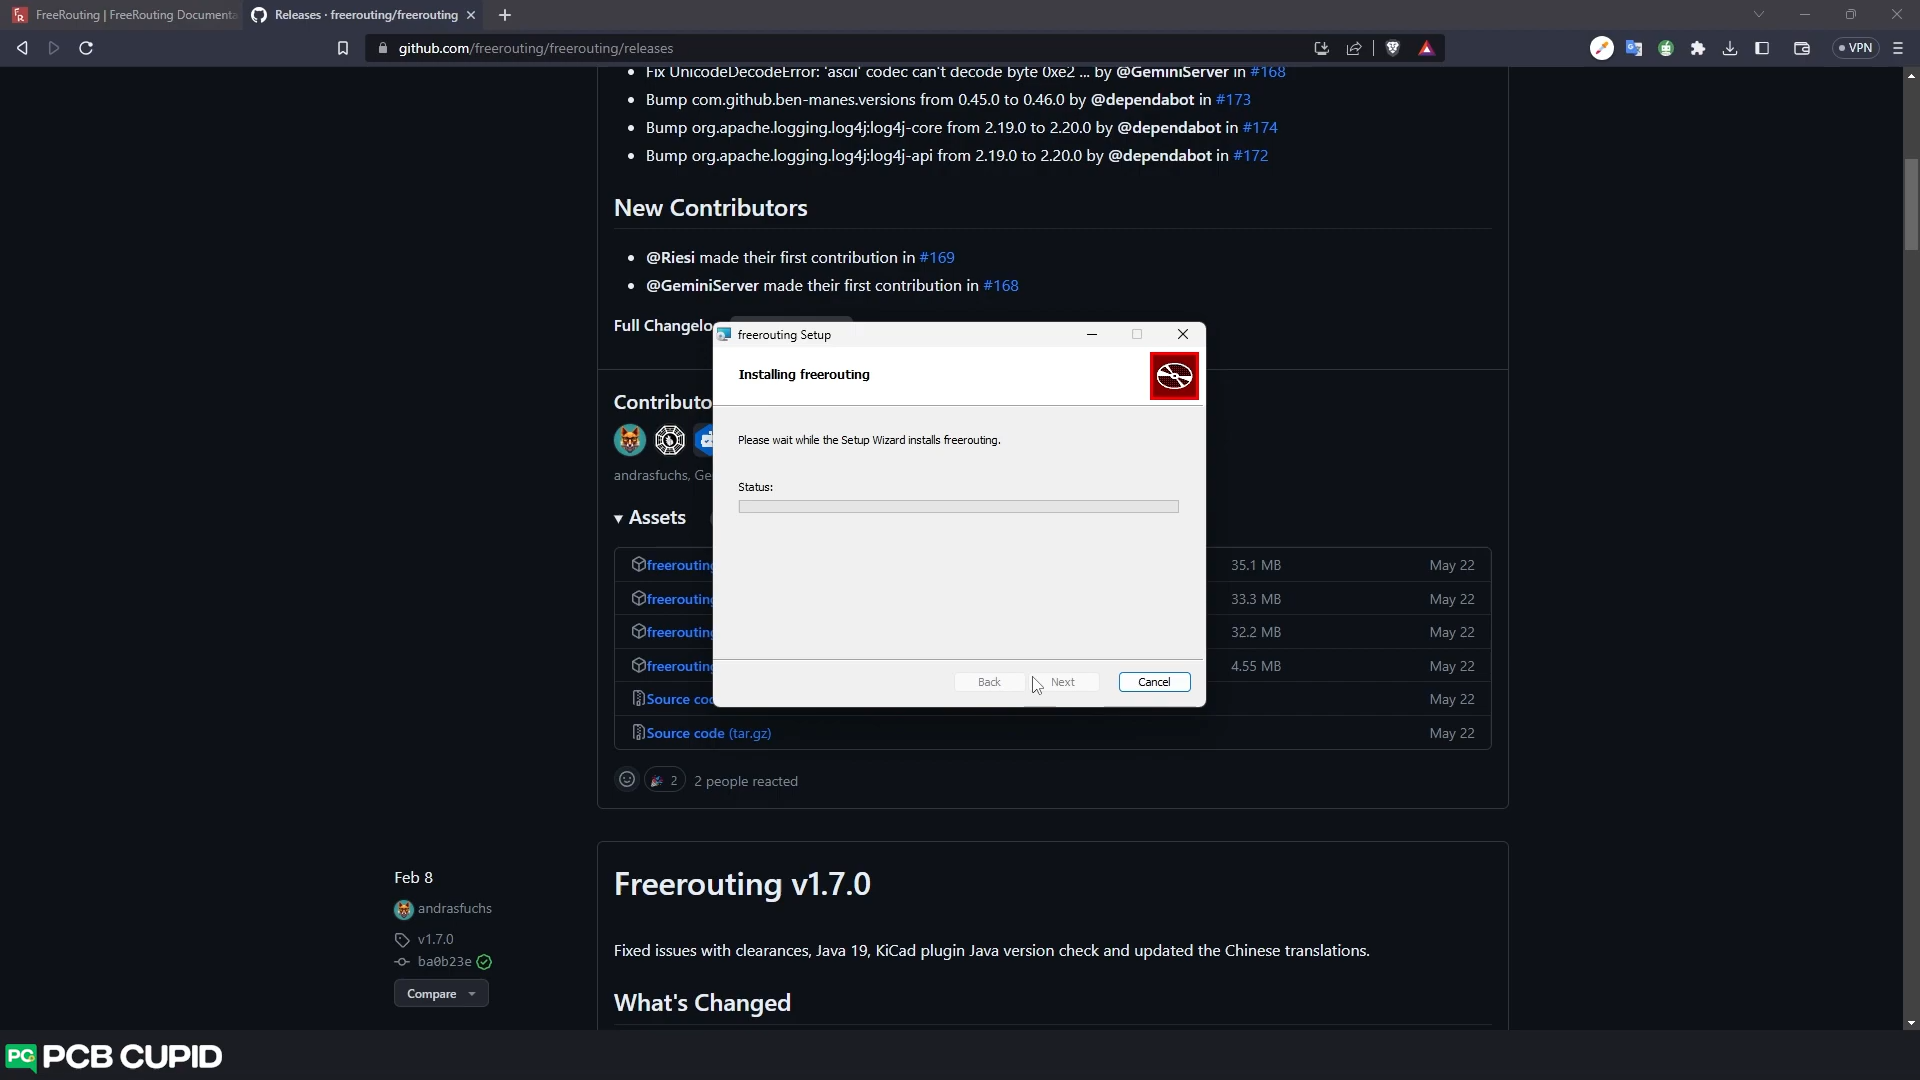 FreeRouting | FreeRouting Documenta
Releases · freerouting/freerouting
github.com/freerouting/freerouting/releases
VPN
Fix UnicodeDecodeError: 'ascii' codec can't decode byte 0xe2 ... by @GeminiServer in #168
Bump com.github.ben-manes.versions from 0.45.0 to 0.46.0 by @dependabot in #173
Bump org.apache.logging.log4j:log4j-core from 2.19.0 to 2.20.0 by @dependabot in #174
Bump org.apache.logging.log4j:log4j-api from 2.19.0 to 2.20.0 by @dependabot in #172
New Contributors
@Riesi made their first contribution in #169
@GeminiServer made their first contribution in #168
Full Changelo
freerouting Setup
Installing freerouting
Please wait while the Setup Wizard installs freerouting.
Status:
Back
Next
Cancel
Contributo
andrasfuchs, Ge
Assets
freerouting 35.1 MB May 22
freerouting 33.3 MB May 22
freerouting 32.2 MB May 22
freerouting 4.55 MB May 22
Source co May 22
Source code (tar.gz) May 22
2 2 people reacted
Feb 8
andrasfuchs
v1.7.0
ba0b23e
Compare
Freerouting v1.7.0
Fixed issues with clearances, Java 19, KiCad plugin Java version check and updated the Chinese translations.
What's Changed
PC PCB CUPID